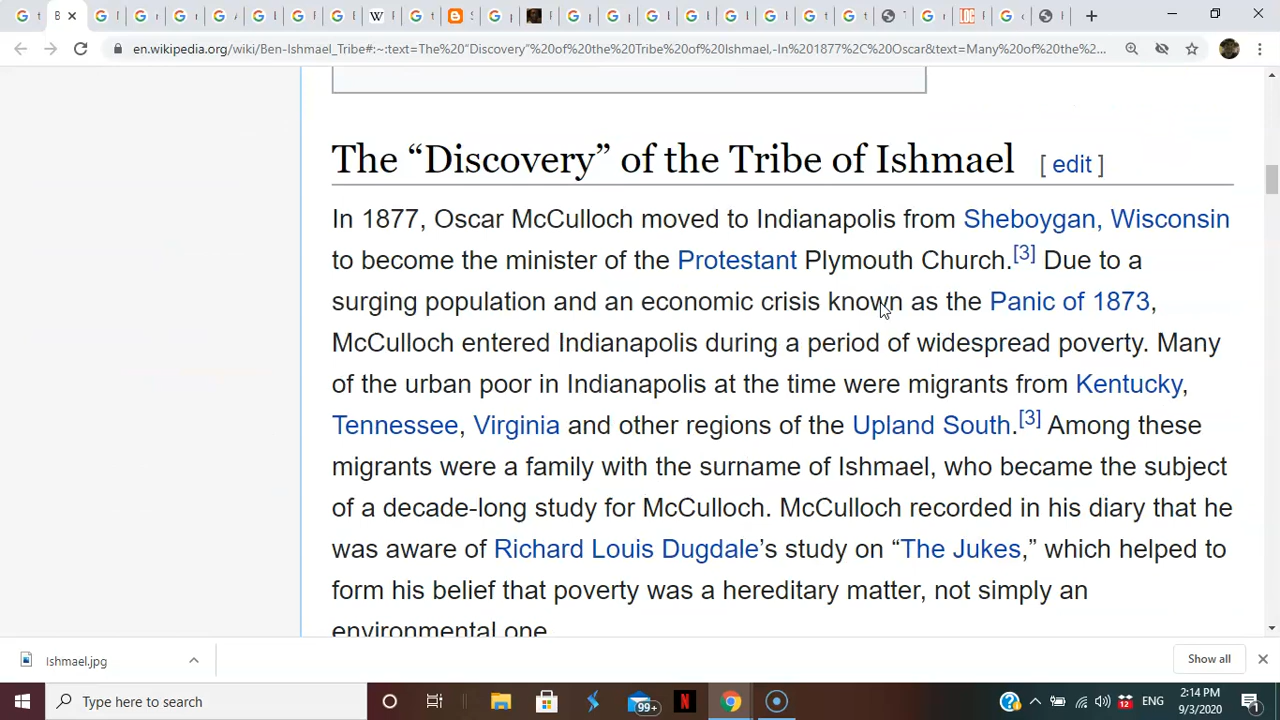 en.wikipedia.org/wiki/Ben-Ishmael_Tribe#:~:text=The%20"Discovery"%20of%20the%20Tribe%20of%20Ishmael,-In%201877%2C%20Oscar&text=Many%20of%20the%2...
The “Discovery” of the Tribe of Ishmael [ edit ]
In 1877, Oscar McCulloch moved to Indianapolis from Sheboygan, Wisconsin
to become the minister of the Protestant Plymouth Church.[3] Due to a
surging population and an economic crisis known as the Panic of 1873,
McCulloch entered Indianapolis during a period of widespread poverty. Many
of the urban poor in Indianapolis at the time were migrants from Kentucky,
Tennessee, Virginia and other regions of the Upland South.[3] Among these
migrants were a family with the surname of Ishmael, who became the subject
of a decade-long study for McCulloch. McCulloch recorded in his diary that he
was aware of Richard Louis Dugdale’s study on “The Jukes,” which helped to
form his belief that poverty was a hereditary matter, not simply an
environmental one.
Ishmael.jpg
Show all
Type here to search
99+
12
ENG
2:14 PM
9/3/2020
1